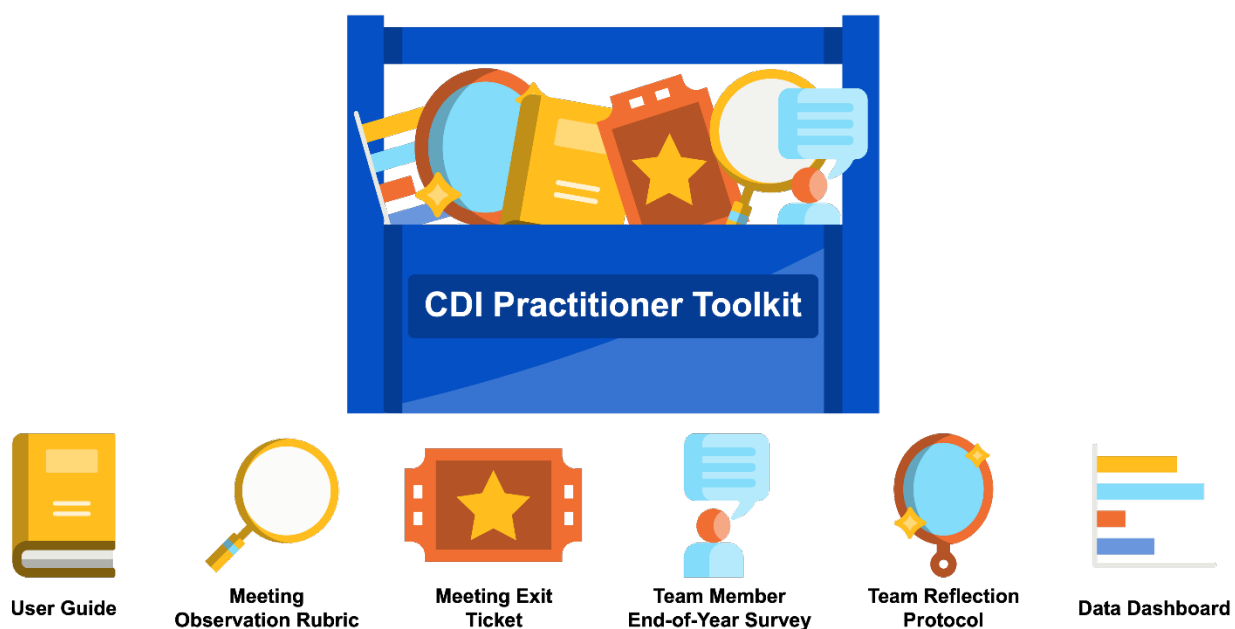 CDI Practitioner Toolkit
User Guide
Meeting
Observation Rubric
Meeting Exit
Ticket
Team Member
End-of-Year Survey
Team Reflection
Protocol
Data Dashboard